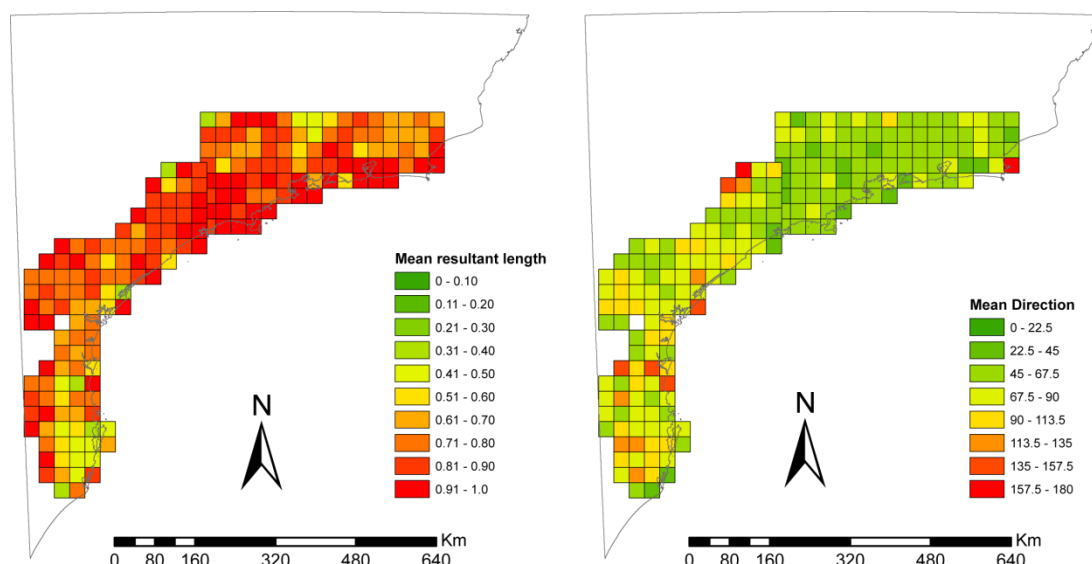 Mean resultant length
0 - 0.10
0.11 - 0.20
0.21 - 0.30
0.31 - 0.40
0.41 - 0.50
0.51 - 0.60
0.61 - 0.70
0.71 - 0.80
0.81 - 0.90
0.91 - 1.0
N
Km
0 80 160 320 480 640
Mean Direction
0 - 22.5
22.5 - 45
45 - 67.5
67.5 - 90
90 - 113.5
113.5 - 135
135 - 157.5
157.5 - 180
N
Km
0 80 160 320 480 640